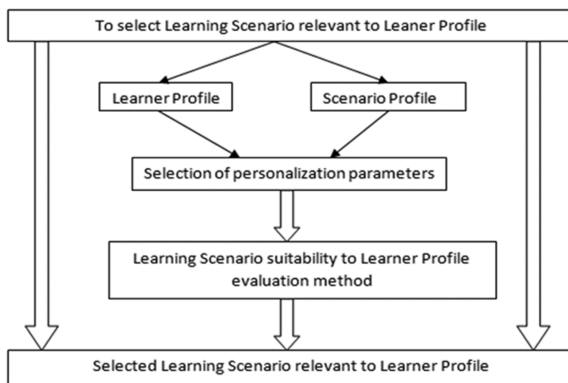 To select Learning Scenario relevant to Leaner Profile
Learner Profile
Scenario Profile
Selection of personalization parameters
Learning Scenario suitability to Learner Profile
evaluation method
Selected Learning Scenario relevant to Learner Profile